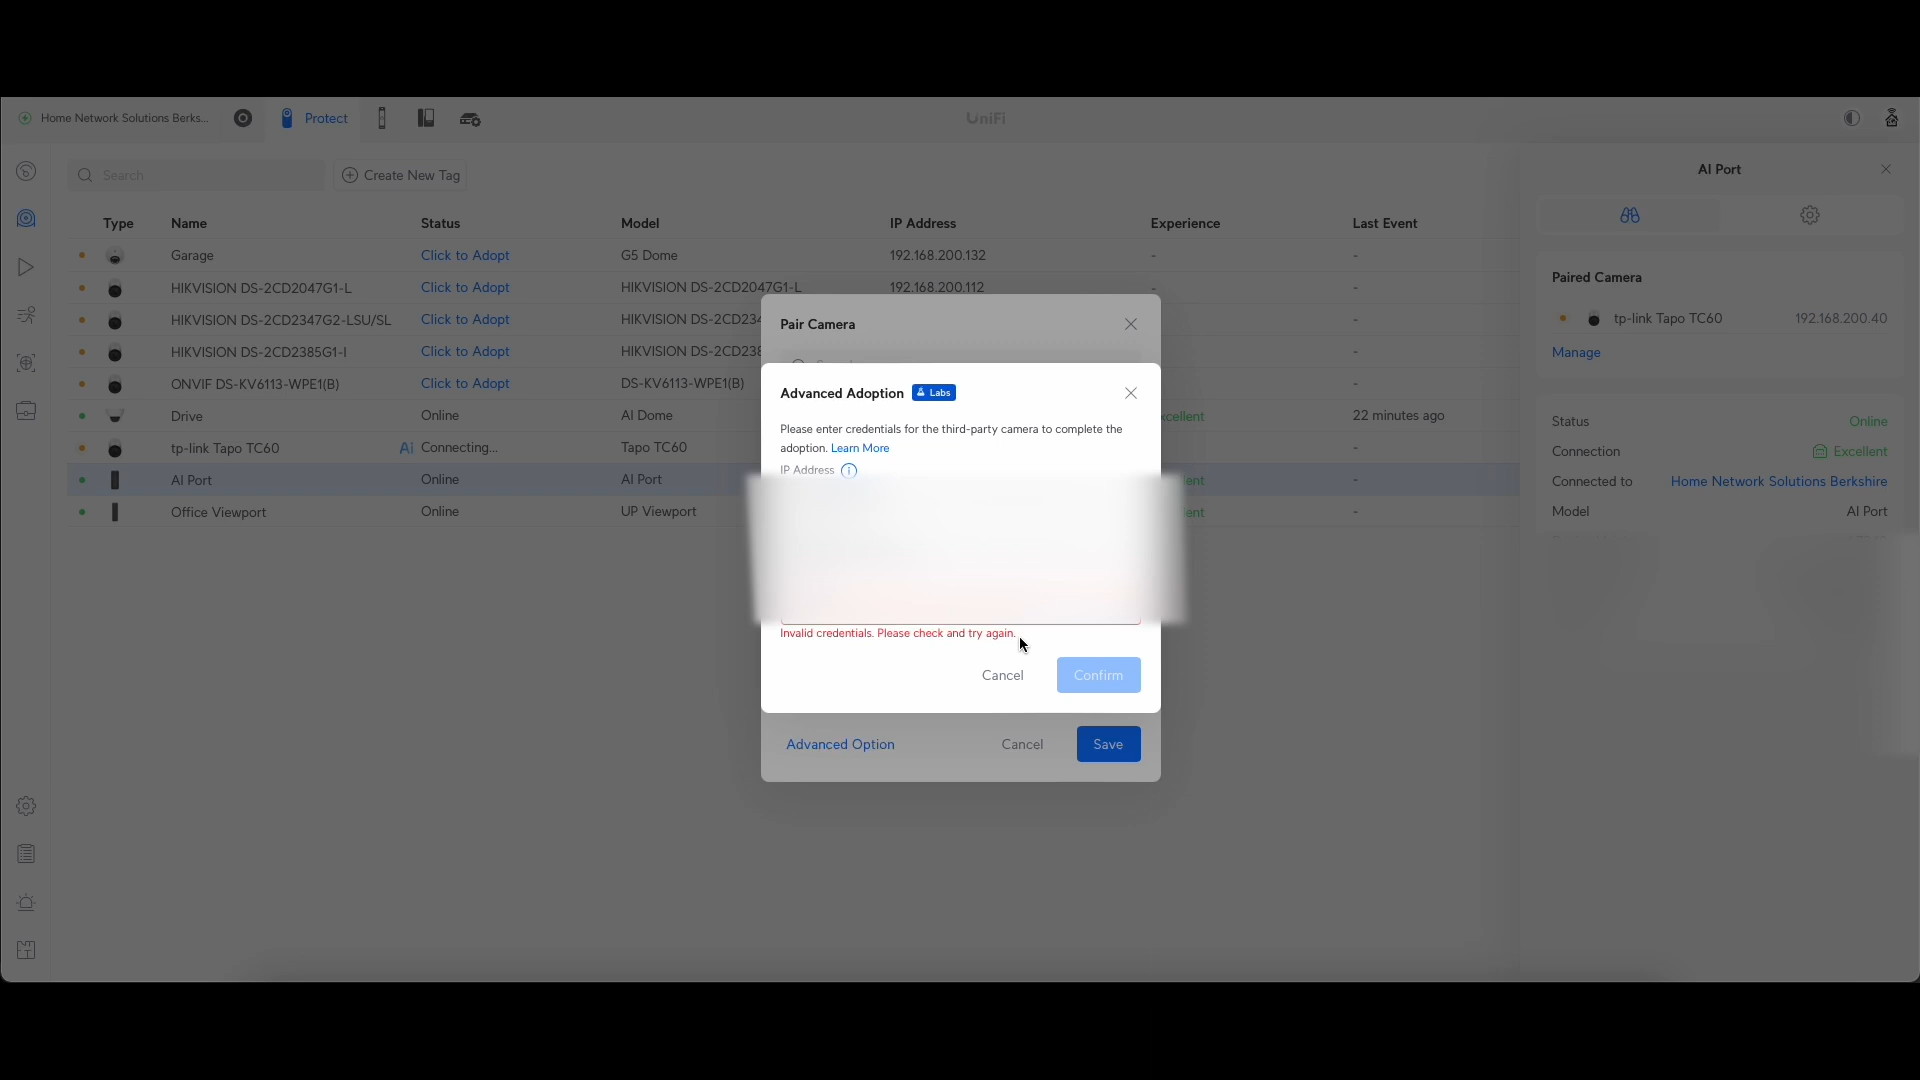 Home Network Solutions Berks...
Protect
UniFi
Search
Create New Tag
AI Port
Type Name Status Model IP Address Experience Last Event
Garage Click to Adopt G5 Dome 192.168.200.132 - -
HIKVISION DS-2CD2047G1-L Click to Adopt HIKVISION DS-2CD2047G1-L 192.168.200.112 - -
HIKVISION DS-2CD2347G2-LSU/SL Click to Adopt HIKVISION DS-2CD234 -
HIKVISION DS-2CD2385G1-I Click to Adopt HIKVISION DS-2CD238 -
ONVIF DS-KV6113-WPE1(B) Click to Adopt DS-KV6113-WPE1(B) -
Drive Online AI Dome xcellent 22 minutes ago
tp-link Tapo TC60 Ai Connecting... Tapo TC60 -
AI Port Online AI Port lent -
Office Viewport Online UP Viewport lent -
Pair Camera
Advanced Adoption Labs
Please enter credentials for the third-party camera to complete the
adoption. Learn More
IP Address
Invalid credentials. Please check and try again.
Cancel Confirm
Advanced Option Cancel Save
Paired Camera
tp-link Tapo TC60 192.168.200.40
Manage
Status Online
Connection Excellent
Connected to Home Network Solutions Berkshire
Model AI Port